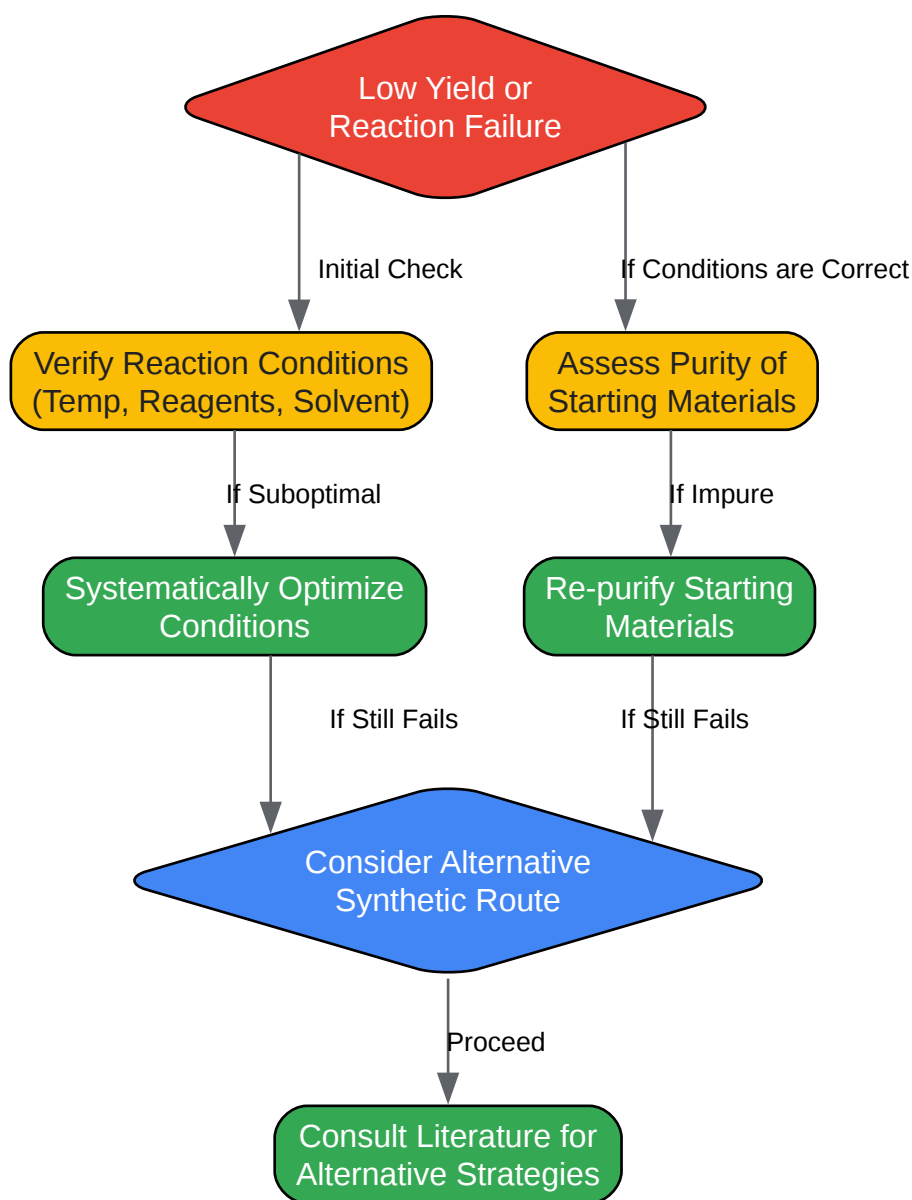 Low Yield or
Reaction Failure
Initial Check
If Conditions are Correct
Verify Reaction Conditions
(Temp, Reagents, Solvent)
Assess Purity of
Starting Materials
If Suboptimal
If Impure
Systematically Optimize
Conditions
Re-purify Starting
Materials
If Still Fails
If Still Fails
Consider Alternative
Synthetic Route
Proceed
Consult Literature for
Alternative Strategies